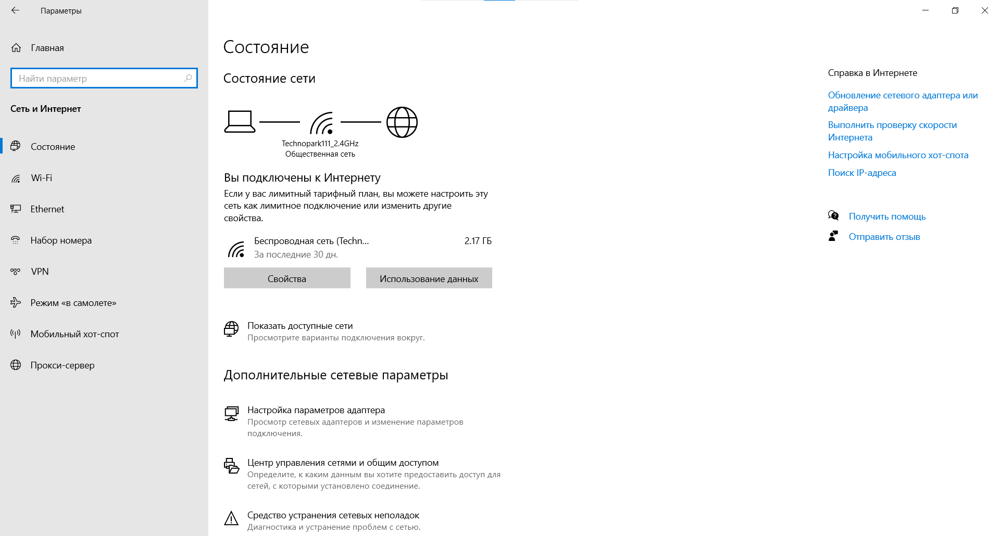 Параметры
Главная
Найти параметр
Сеть и Интернет
Состояние
Wi-Fi
Ethernet
Набор номера
VPN
Режим «в самолете»
Мобильный хот-спот
Прокси-сервер
Состояние
Состояние сети
Technopark111_2.4GHz
Общественная сеть
Вы подключены к Интернету
Если у вас лимитный тарифный план, вы можете настроить эту
сеть как лимитное подключение или изменить другие
свойства.
Беспроводная сеть (Techn... 2.17 ГБ
За последние 30 дн.
Свойства Использование данных
Показать доступные сети
Просмотрите варианты подключения вокруг.
Дополнительные сетевые параметры
Настройка параметров адаптера
Просмотр сетевых адаптеров и изменение параметров
подключения.
Центр управления сетями и общим доступом
Определите, к каким данным вы хотите предоставить доступ для
сетей, с которыми установлено соединение.
Средство устранения сетевых неполадок
Диагностика и устранение проблем с сетью.
Справка в Интернете
Обновление сетевого адаптера или
драйвера
Выполнить проверку скорости
Интернета
Настройка мобильного хот-спота
Поиск IP-адреса
Получить помощь
Отправить отзыв